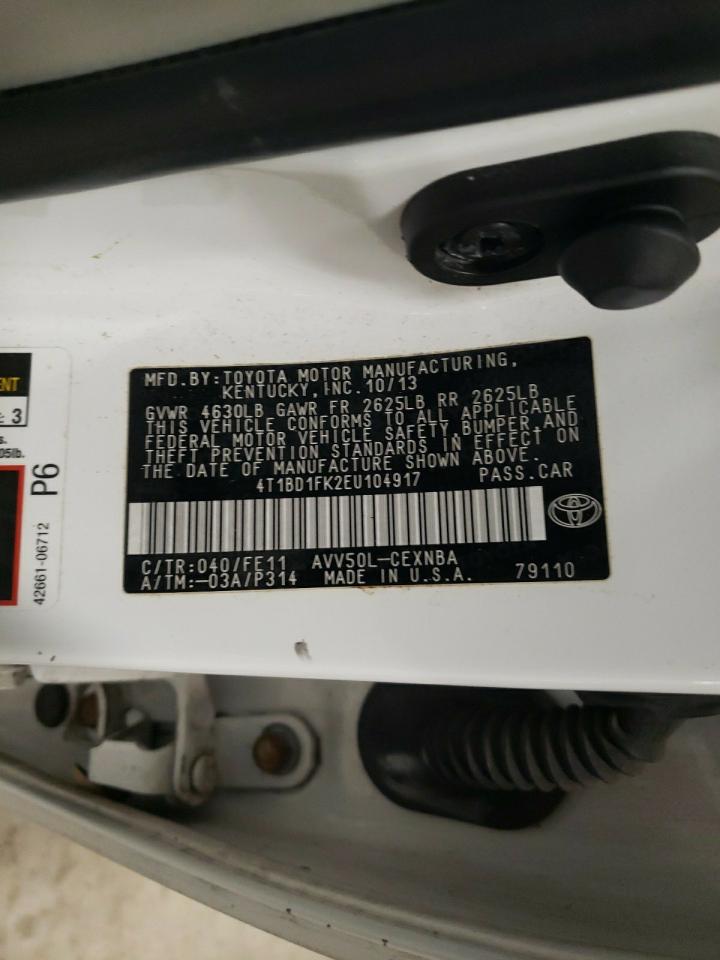 MFD.BY:TOYOTA MOTOR MANUFACTURING,
KENTUCKY, INC. 10/13
GVWR 4630LB GAWR FR 2625LB RR 2625LB
THIS VEHICLE CONFORMS TO ALL APPLICABLE
FEDERAL MOTOR VEHICLE SAFETY, BUMPER, AND
THEFT PREVENTION STANDARDS IN EFFECT ON
THE DATE OF MANUFACTURE SHOWN ABOVE.
4T1BD1FK2EU104917 PASS.CAR
C/TR:040/FE11 AVV50L-CEXNBA
A/TM:-03A/P314 MADE IN U.S.A. 79110
3
05lb.
P6
42661-06712